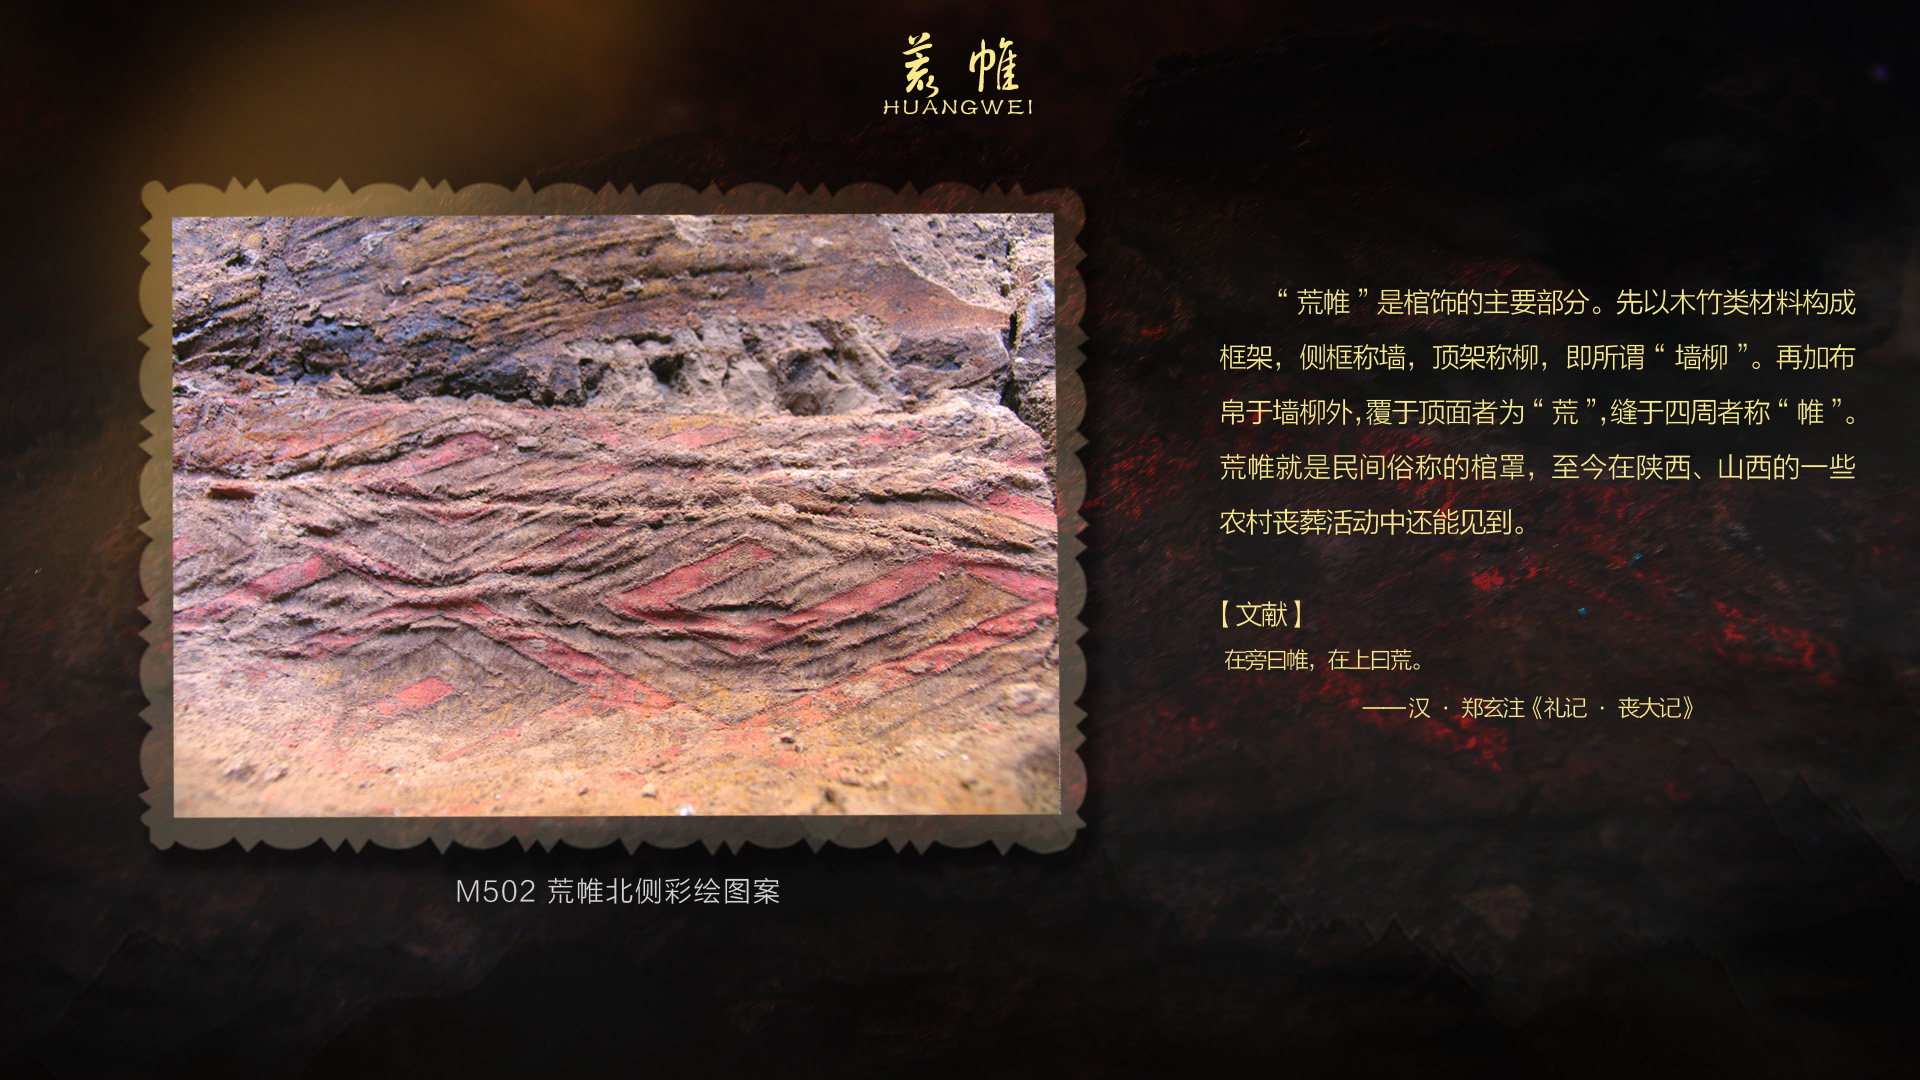 荒帷
HUANGWEI
“荒帷”是棺饰的主要部分。先以木竹类材料构成
框架，侧框称墙，顶架称柳，即所谓“墙柳”。再加布
帛于墙柳外，覆于顶面者为“荒”，缝于四周者称“帷”。
荒帷就是民间俗称的棺罩，至今在陕西、山西的一些
农村丧葬活动中还能见到。
【文献】
在旁曰帷，在上曰荒。
——汉 · 郑玄注《礼记 · 丧大记》
M502 荒帷北侧彩绘图案